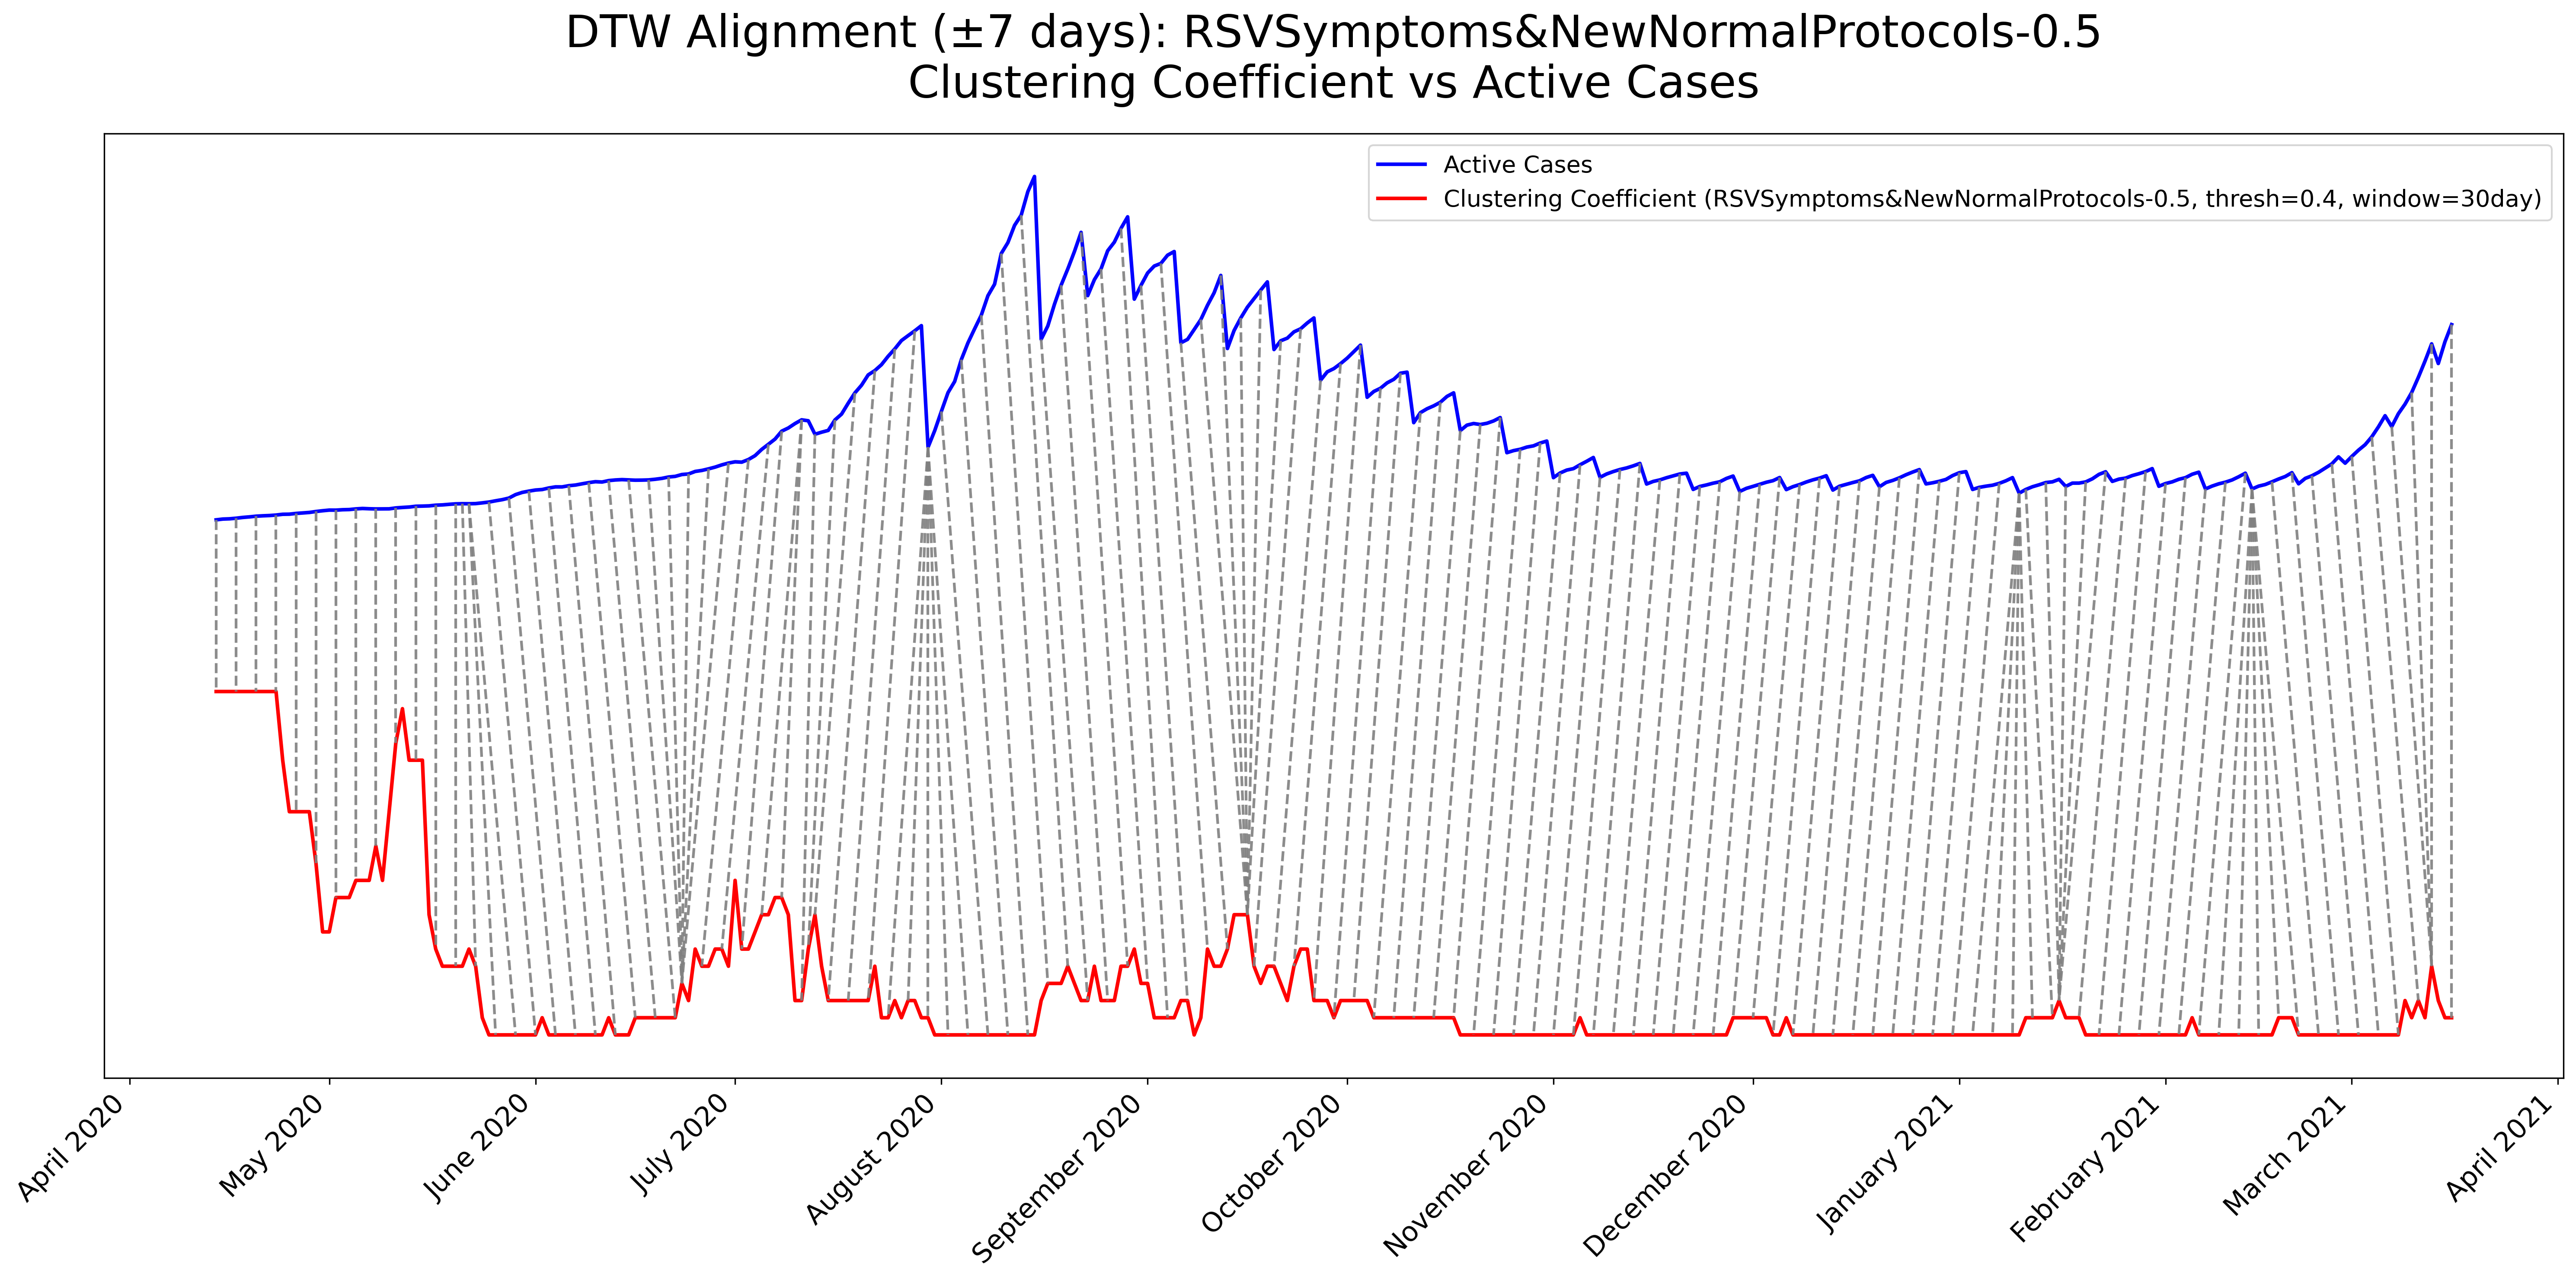 DTW Alignment (±7 days): RSVSymptoms&NewNormalProtocols-0.5
Clustering Coefficient vs Active Cases
Active Cases
Clustering Coefficient (RSVSymptoms&NewNormalProtocols-0.5, thresh=0.4, window=30day)
April 2020
May 2020
June 2020
July 2020
August 2020
September 2020
October 2020
November 2020
December 2020
January 2021
February 2021
March 2021
April 2021